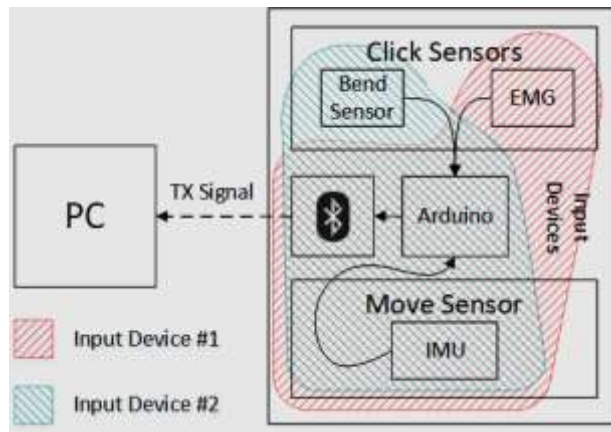 Click Sensors
Bend
Sensor
EMG
PC
TX Signal
Arduino
Input
Devices
Move Sensor
IMU
Input Device #1
Input Device #2